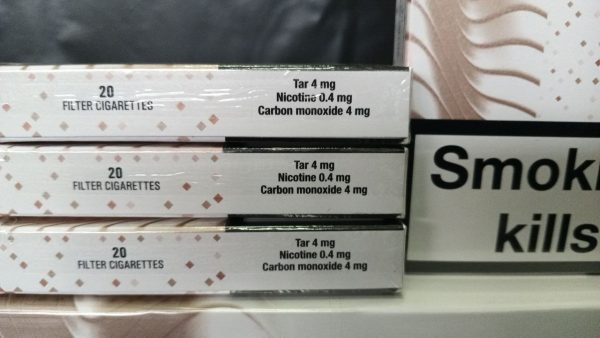 20
FILTER CIGARETTES
Tar 4 mg
Nicotine 0.4 mg
Carbon monoxide 4 mg
20
FILTER CIGARETTES
Tar 4 mg
Nicotine 0.4 mg
Carbon monoxide 4 mg
20
FILTER CIGARETTES
Tar 4 mg
Nicotine 0.4 mg
Carbon monoxide 4 mg
Smoki
kills